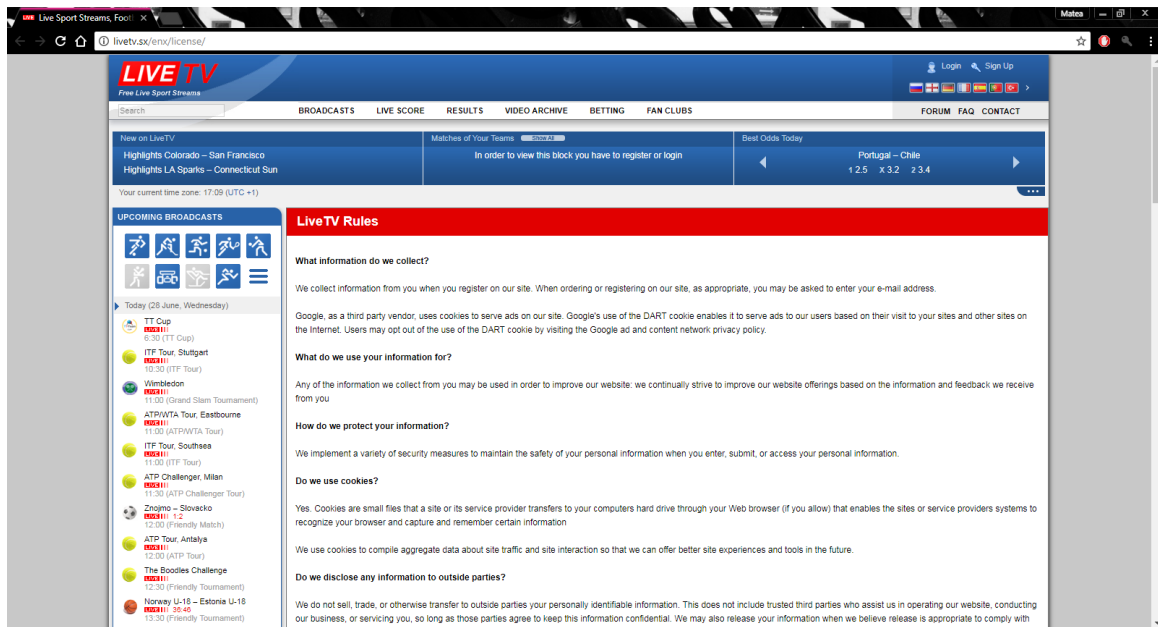 Live Sport Streams, Foot
Matea
livetv.sx/enx/license/
LIVE TV
Free Live Sport Streams
Login Sign Up
Search
BROADCASTS LIVE SCORE RESULTS VIDEO ARCHIVE BETTING FAN CLUBS
FORUM FAQ CONTACT
New on LiveTV
Highlights Colorado – San Francisco
Highlights LA Sparks – Connecticut Sun
Matches of Your Teams Show All
In order to view this block you have to register or login
Best Odds Today
Portugal – Chile
1 2.5 X 3.2 2 3.4
Your current time zone: 17:09 (UTC +1)
UPCOMING BROADCASTS
Today (28 June, Wednesday)
TT Cup
LIVE
6:30 (TT Cup)
ITF Tour, Stuttgart
LIVE
10:30 (ITF Tour)
Wimbledon
LIVE
11:00 (Grand Slam Tournament)
ATP/WTA Tour, Eastbourne
LIVE
11:00 (ATP/WTA Tour)
ITF Tour, Southsea
LIVE
11:00 (ITF Tour)
ATP Challenger, Milan
LIVE
11:30 (ATP Challenger Tour)
Znojmo – Slovacko
LIVE 1:2
12:00 (Friendly Match)
ATP Tour, Antalya
LIVE
12:00 (ATP Tour)
The Boodles Challenge
LIVE
12:30 (Friendly Tournament)
Norway U-18 – Estonia U-18
LIVE 36:46
13:30 (Friendly Tournament)
LiveTV Rules
What information do we collect?
We collect information from you when you register on our site. When ordering or registering on our site, as appropriate, you may be asked to enter your e-mail address.
Google, as a third party vendor, uses cookies to serve ads on our site. Google's use of the DART cookie enables it to serve ads to our users based on their visit to your sites and other sites on
the Internet. Users may opt out of the use of the DART cookie by visiting the Google ad and content network privacy policy.
What do we use your information for?
Any of the information we collect from you may be used in order to improve our website: we continually strive to improve our website offerings based on the information and feedback we receive
from you
How do we protect your information?
We implement a variety of security measures to maintain the safety of your personal information when you enter, submit, or access your personal information.
Do we use cookies?
Yes. Cookies are small files that a site or its service provider transfers to your computers hard drive through your Web browser (if you allow) that enables the sites or service providers systems to
recognize your browser and capture and remember certain information
We use cookies to compile aggregate data about site traffic and site interaction so that we can offer better site experiences and tools in the future.
Do we disclose any information to outside parties?
We do not sell, trade, or otherwise transfer to outside parties your personally identifiable information. This does not include trusted third parties who assist us in operating our website, conducting
our business, or servicing you, so long as those parties agree to keep this information confidential. We may also release your information when we believe release is appropriate to comply with